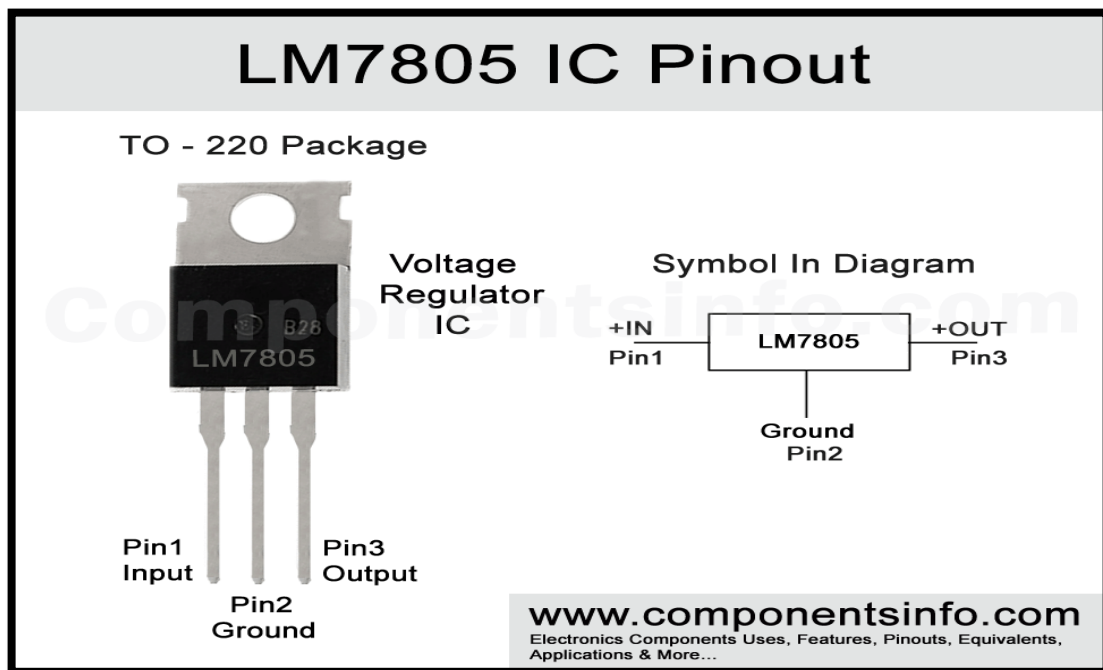 LM7805 IC Pinout
TO - 220 Package
Voltage
Regulator
IC
Symbol In Diagram
Componentsinfo.com
B28
LM7805
+IN
Pin1
LM7805
+OUT
Pin3
Ground
Pin2
Pin1
Input
Pin3
Output
Pin2
Ground
www.componentsinfo.com
Electronics Components Uses, Features, Pinouts, Equivalents,
Applications & More...